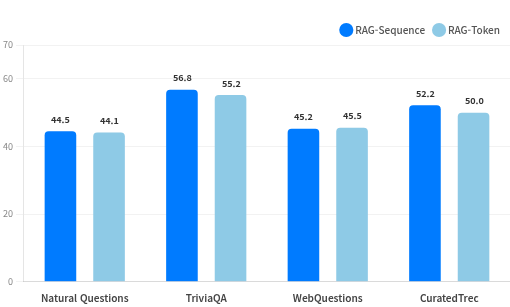 RAG-Sequence RAG-Token
70
60
40
20
0
44.5 44.1 56.8 55.2 45.2 45.5 52.2 50.0
Natural Questions TriviaQA WebQuestions CuratedTrec